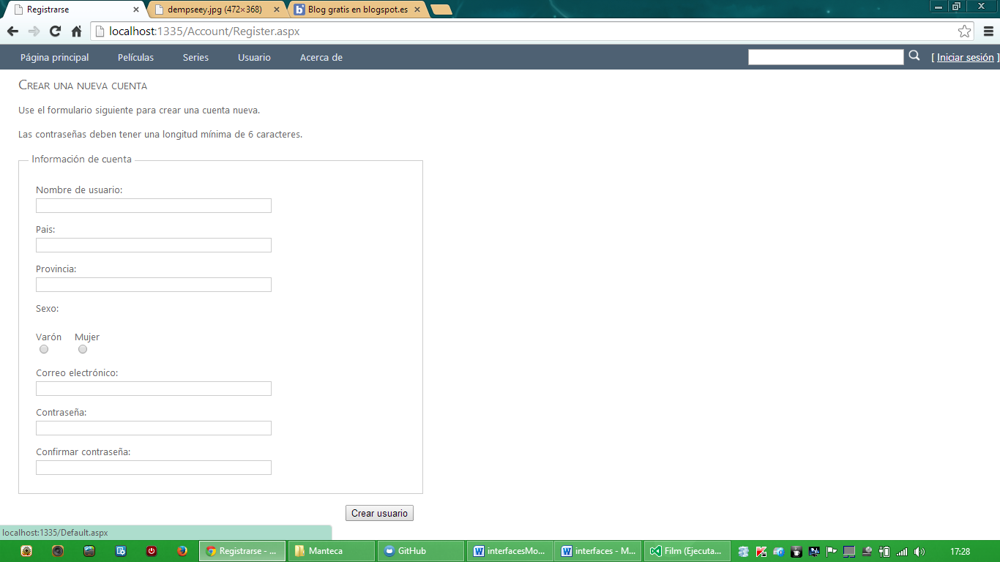 Registrarse
dempseey.jpg (472×368)
Blog gratis en blogspot.es
localhost:1335/Account/Register.aspx
Página principal
Películas
Series
Usuario
Acerca de
[ Iniciar sesión ]
Crear una nueva cuenta
Use el formulario siguiente para crear una cuenta nueva.
Las contraseñas deben tener una longitud mínima de 6 caracteres.
Información de cuenta
Nombre de usuario:
Pais:
Provincia:
Sexo:
Varón Mujer
Correo electrónico:
Contraseña:
Confirmar contraseña:
Crear usuario
localhost:1335/Default.aspx
Registrarse - ...
Manteca
GitHub
interfacesMo...
interfaces - M...
Film (Ejecuta...
17:28